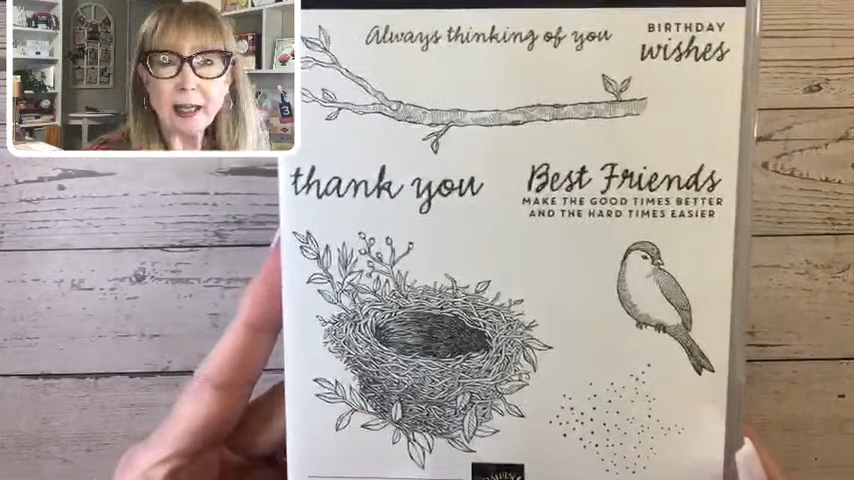 Always thinking of you
BIRTHDAY
wishes
thank you
Best Friends
MAKE THE GOOD TIMES BETTER
AND THE HARD TIMES EASIER